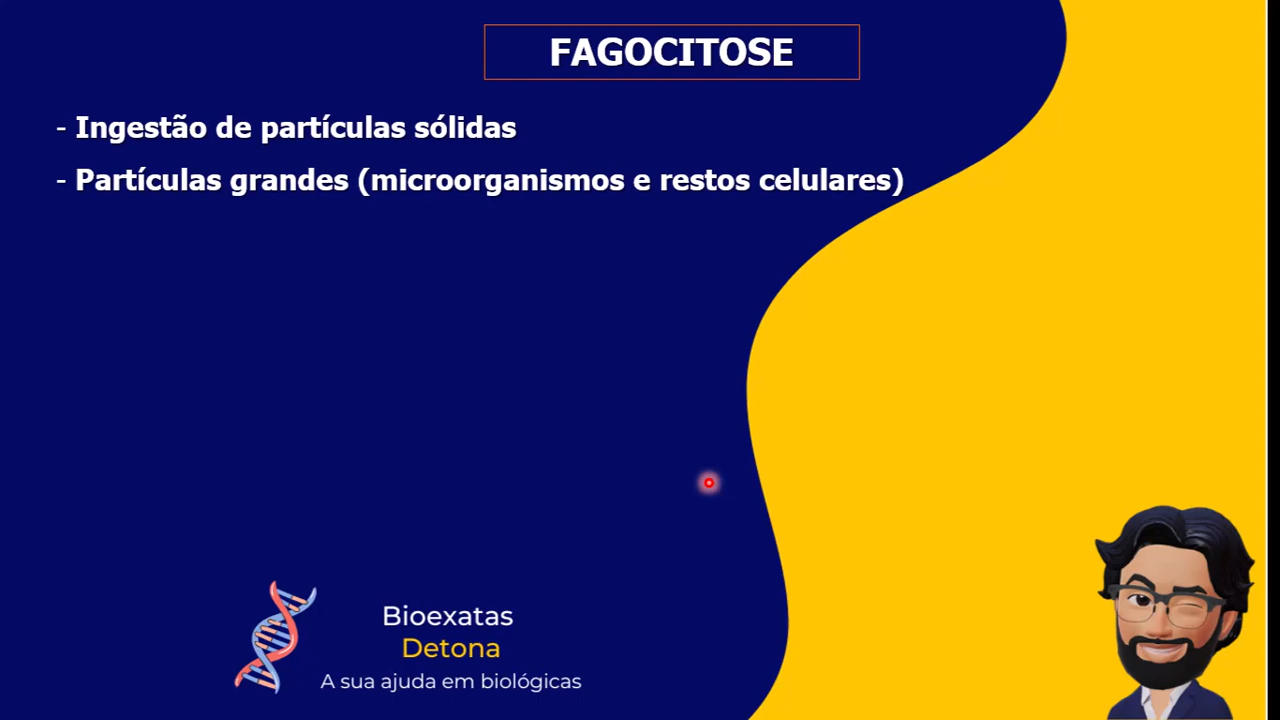 FAGOCITOSE
- Ingestão de partículas sólidas
- Partículas grandes (microorganismos e restos celulares)
Bioexatas
Detona
A sua ajuda em biológicas